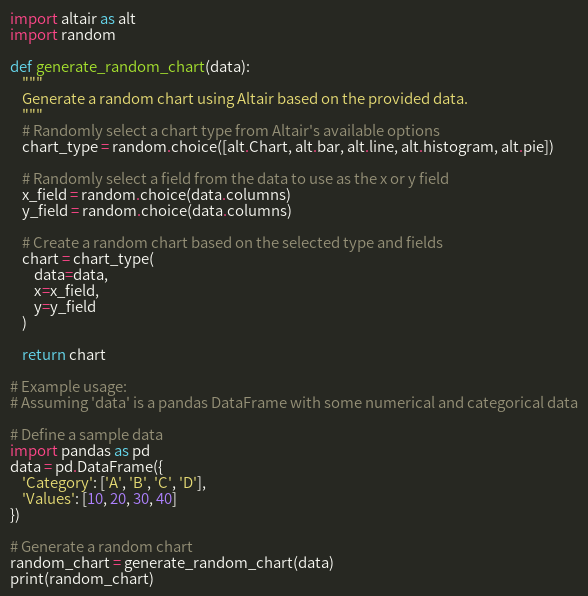 import altair as alt
import random

def generate_random_chart(data):
    """
    Generate a random chart using Altair based on the provided data.
    """
    # Randomly select a chart type from Altair's available options
    chart_type = random.choice([alt.Chart, alt.bar, alt.line, alt.histogram, alt.pie])

    # Randomly select a field from the data to use as the x or y field
    x_field = random.choice(data.columns)
    y_field = random.choice(data.columns)

    # Create a random chart based on the selected type and fields
    chart = chart_type(
        data=data,
        x=x_field,
        y=y_field
    )

    return chart

# Example usage:
# Assuming 'data' is a pandas DataFrame with some numerical and categorical data

# Define a sample data
import pandas as pd
data = pd.DataFrame({
    'Category': ['A', 'B', 'C', 'D'],
    'Values': [10, 20, 30, 40]
})

# Generate a random chart
random_chart = generate_random_chart(data)
print(random_chart)